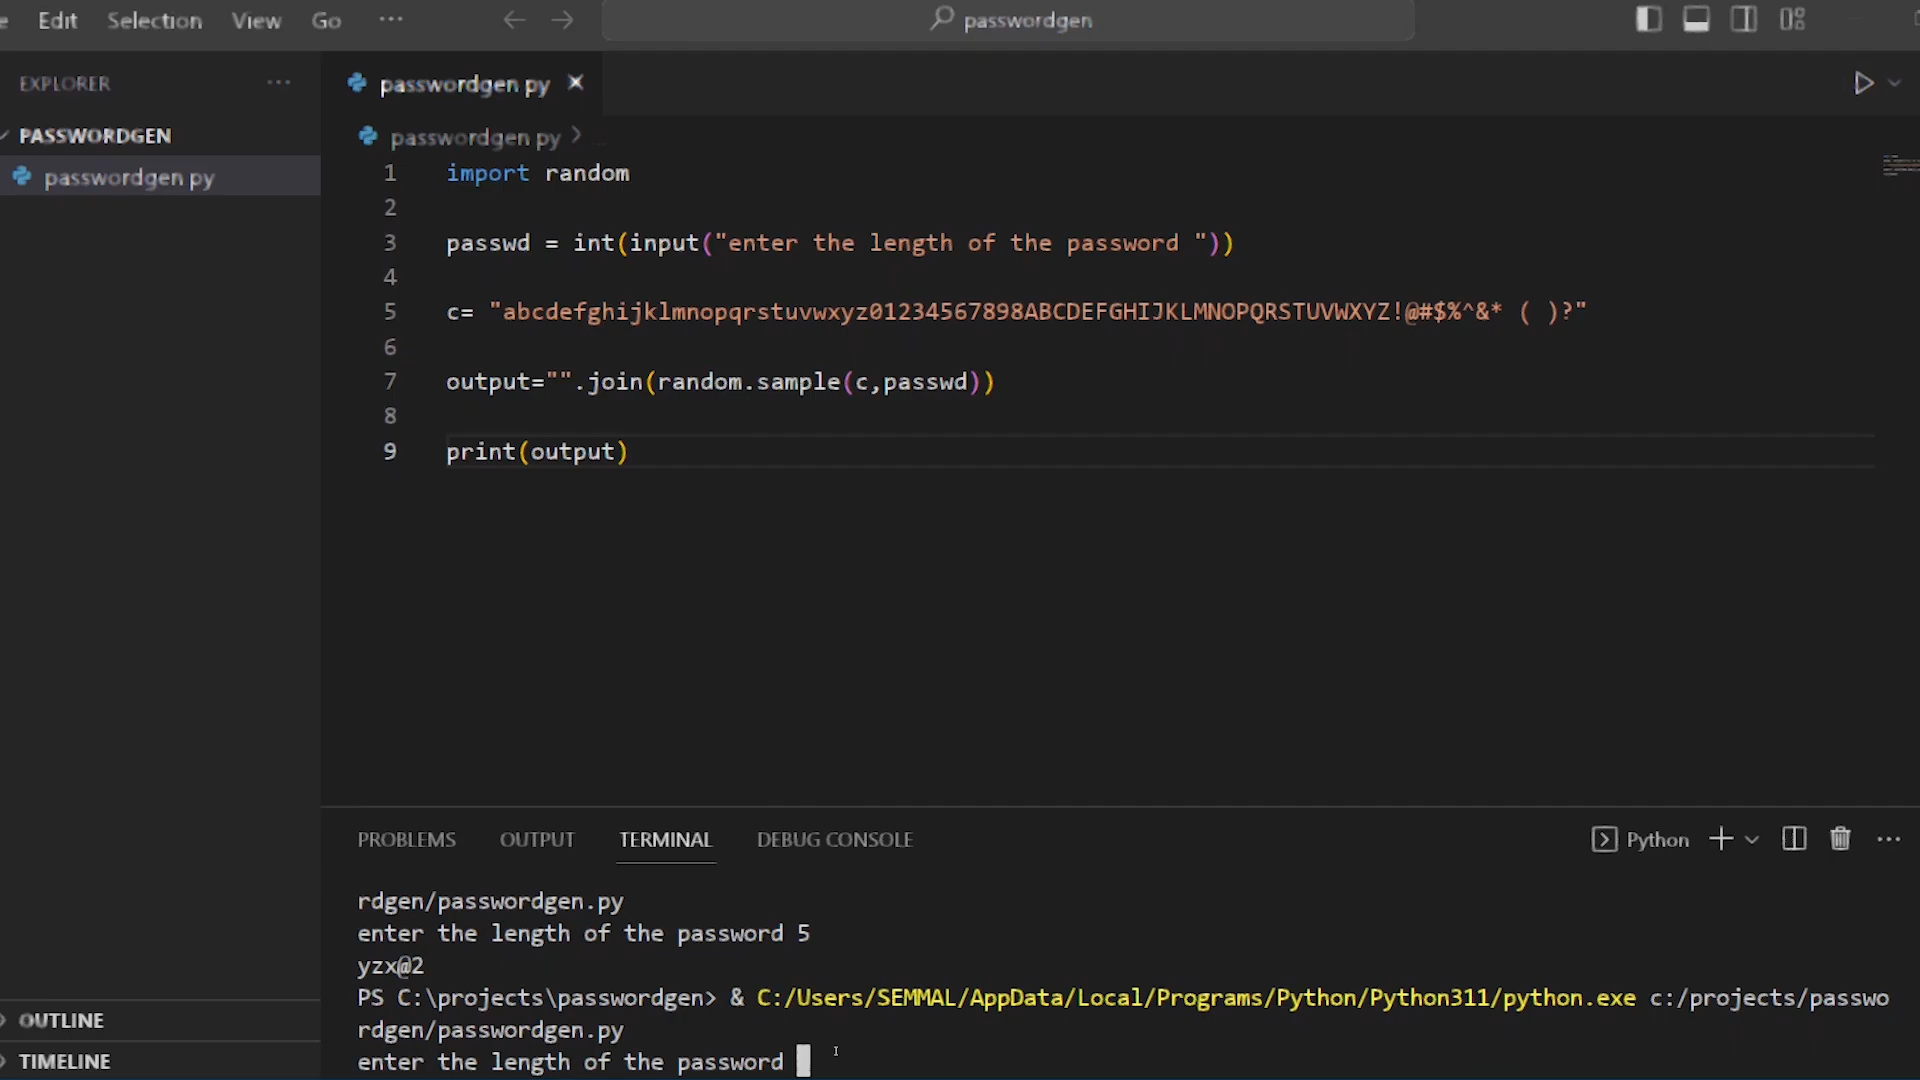 Edit Selection View Go ··· passwordgen
EXPLORER ···
PASSWORDGEN
passwordgen py
passwordgen py
passwordgen py
1 import random
2
3 passwd = int(input("enter the length of the password "))
4
5 c= "abcdefghijklmnopqrstuvwxyz01234567898ABCDEFGHIJKLMNOPQRSTUVWXYZ!@#$%^&* ( )?"
6
7 output="".join(random.sample(c,passwd))
8
9 print(output)
PROBLEMS OUTPUT TERMINAL DEBUG CONSOLE Python
rdgen/passwordgen.py
enter the length of the password 5
yzx@2
PS C:\projects\passwordgen> & C:/Users/SEMMAL/AppData/Local/Programs/Python/Python311/python.exe c:/projects/passwo
rdgen/passwordgen.py
enter the length of the password
OUTLINE
TIMELINE